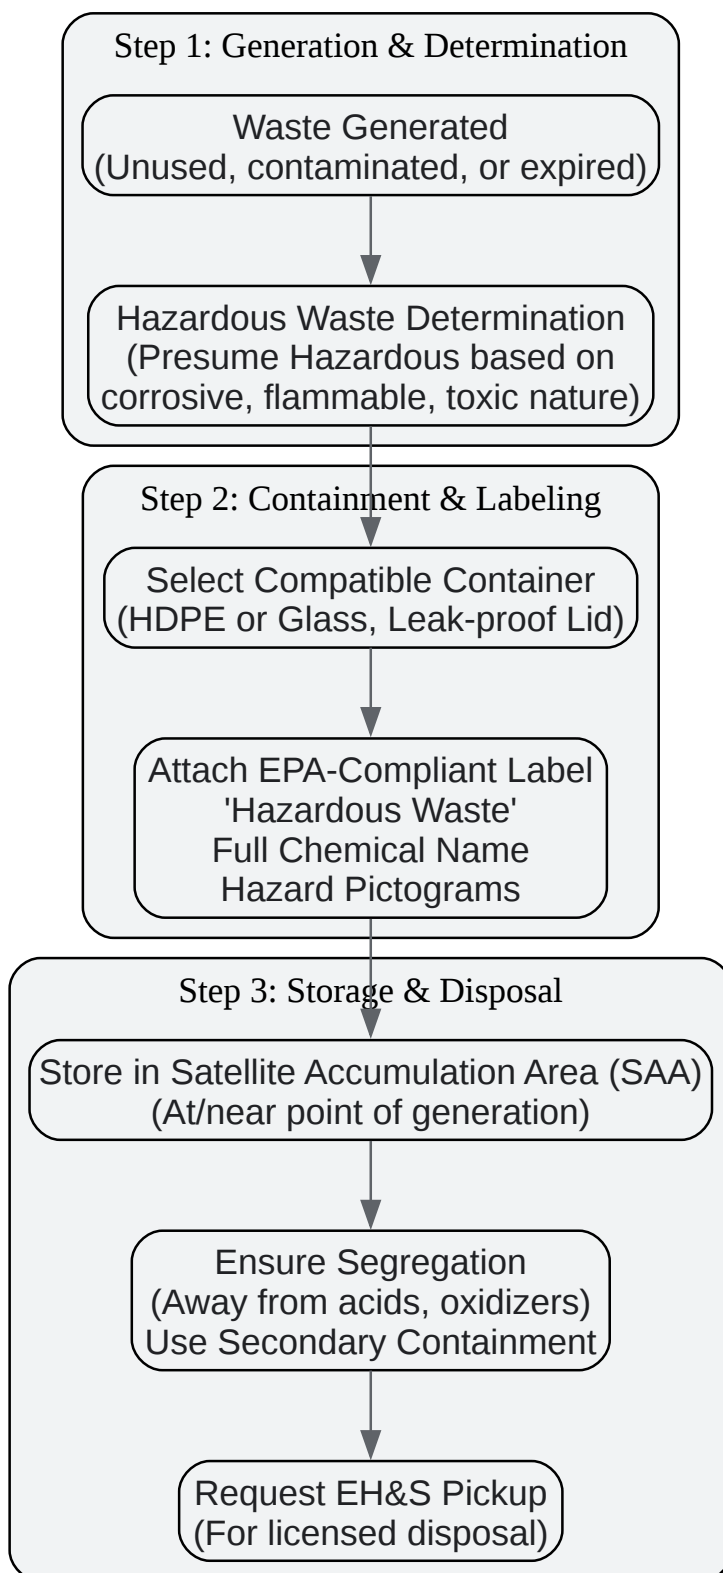 Step 1: Generation & Determination
Waste Generated
(Unused, contaminated, or expired)
Hazardous Waste Determination
(Presume Hazardous based on
corrosive, flammable, toxic nature)
Step 2: Containment & Labeling
Select Compatible Container
(HDPE or Glass, Leak-proof Lid)
Attach EPA-Compliant Label
'Hazardous Waste'
Full Chemical Name
Hazard Pictograms
Step 3: Storage & Disposal
Store in Satellite Accumulation Area (SAA)
(At/near point of generation)
Ensure Segregation
(Away from acids, oxidizers)
Use Secondary Containment
Request EH&S Pickup
(For licensed disposal)